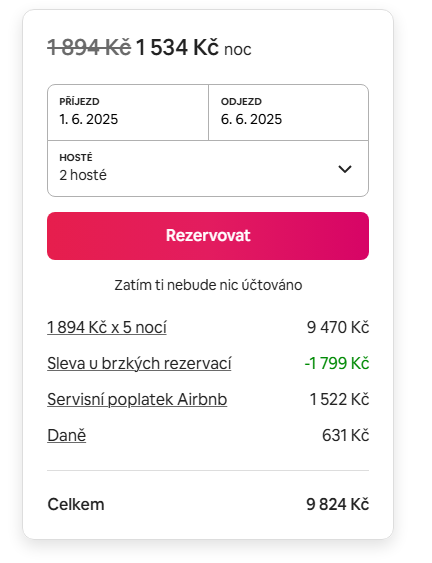 1 894 Kč 1 534 Kč noc
PŘÍJEZD
1. 6. 2025
ODJEZD
6. 6. 2025
HOSTÉ
2 hosté
Rezervovat
Zatím ti nebude nic účtováno
1 894 Kč x 5 nocí 9 470 Kč
Sleva u brzkých rezervací -1 799 Kč
Servisní poplatek Airbnb 1 522 Kč
Daně 631 Kč
Celkem 9 824 Kč